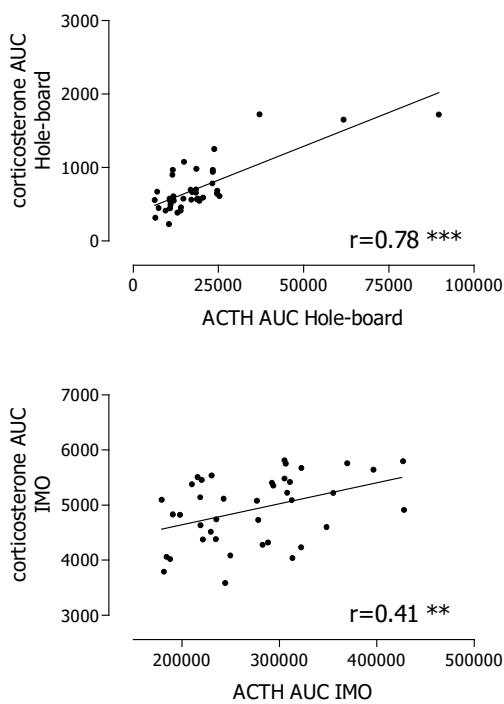 corticosterone AUC
Hole-board
3000
2000
1000
0
r=0.78 ***
0 25000 50000 75000 100000
ACTH AUC Hole-board
corticosterone AUC
IMO
7000
6000
5000
4000
3000
r=0.41 **
200000 300000 400000 500000
ACTH AUC IMO